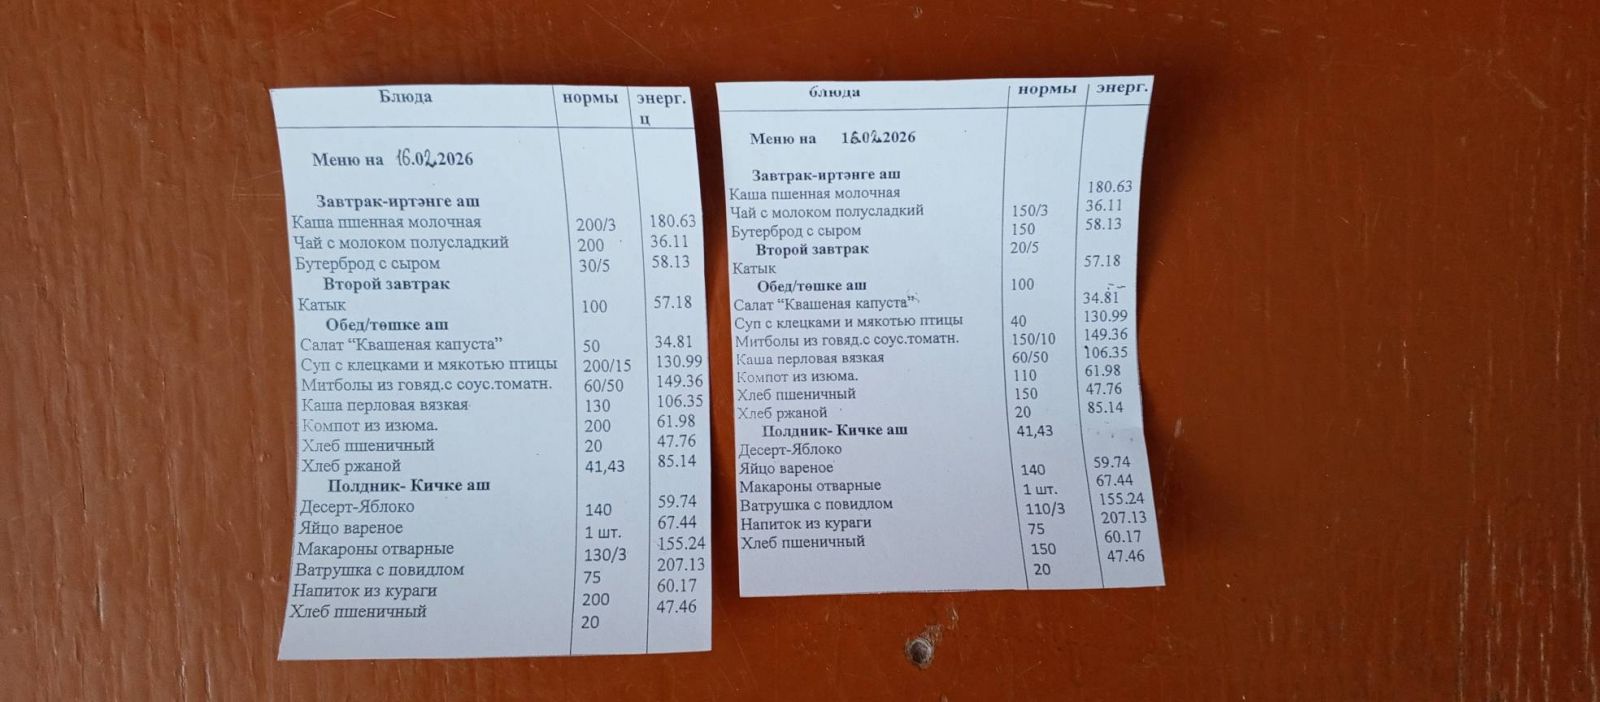 Блюда нормы энерг.ц
Меню на 16.02.2026
Завтрак-иртәнге аш
Каша пшенная молочная 200/3 180.63
Чай с молоком полусладкий 200 36.11
Бутерброд с сыром 30/5 58.13
Второй завтрак
Катык 100 57.18
Обед/төшке аш
Салат “Квашеная капуста” 50 34.81
Суп с клецками и мякотью птицы 200/15 130.99
Митболы из говяд.с соус.томатн. 60/50 149.36
Каша перловая вязкая 130 106.35
Компот из изюма. 200 61.98
Хлеб пшеничный 20 47.76
Хлеб ржаной 41,43 85.14
Полдник- Кичке аш
Десерт-Яблоко 140 59.74
Яйцо вареное 1 шт. 67.44
Макароны отварные 130/3 155.24
Ватрушка с повидлом 75 207.13
Напиток из кураги 200 60.17
Хлеб пшеничный 20 47.46
блюда нормы энерг.
Меню на 16.02.2026
Завтрак-иртәнге аш
Каша пшенная молочная 150/3 180.63
Чай с молоком полусладкий 150 36.11
Бутерброд с сыром 20/5 58.13
Второй завтрак
Катык 100 57.18
Обед/төшке аш
Салат “Квашеная капуста” 40 34.81
Суп с клецками и мякотью птицы 150/10 130.99
Митболы из говяд.с соус.томатн. 60/50 149.36
Каша перловая вязкая 110 106.35
Компот из изюма. 150 61.98
Хлеб пшеничный 20 47.76
Хлеб ржаной 41,43 85.14
Полдник- Кичке аш
Десерт-Яблоко 140 59.74
Яйцо вареное 1 шт. 67.44
Макароны отварные 110/3 155.24
Ватрушка с повидлом 75 207.13
Напиток из кураги 150 60.17
Хлеб пшеничный 20 47.46